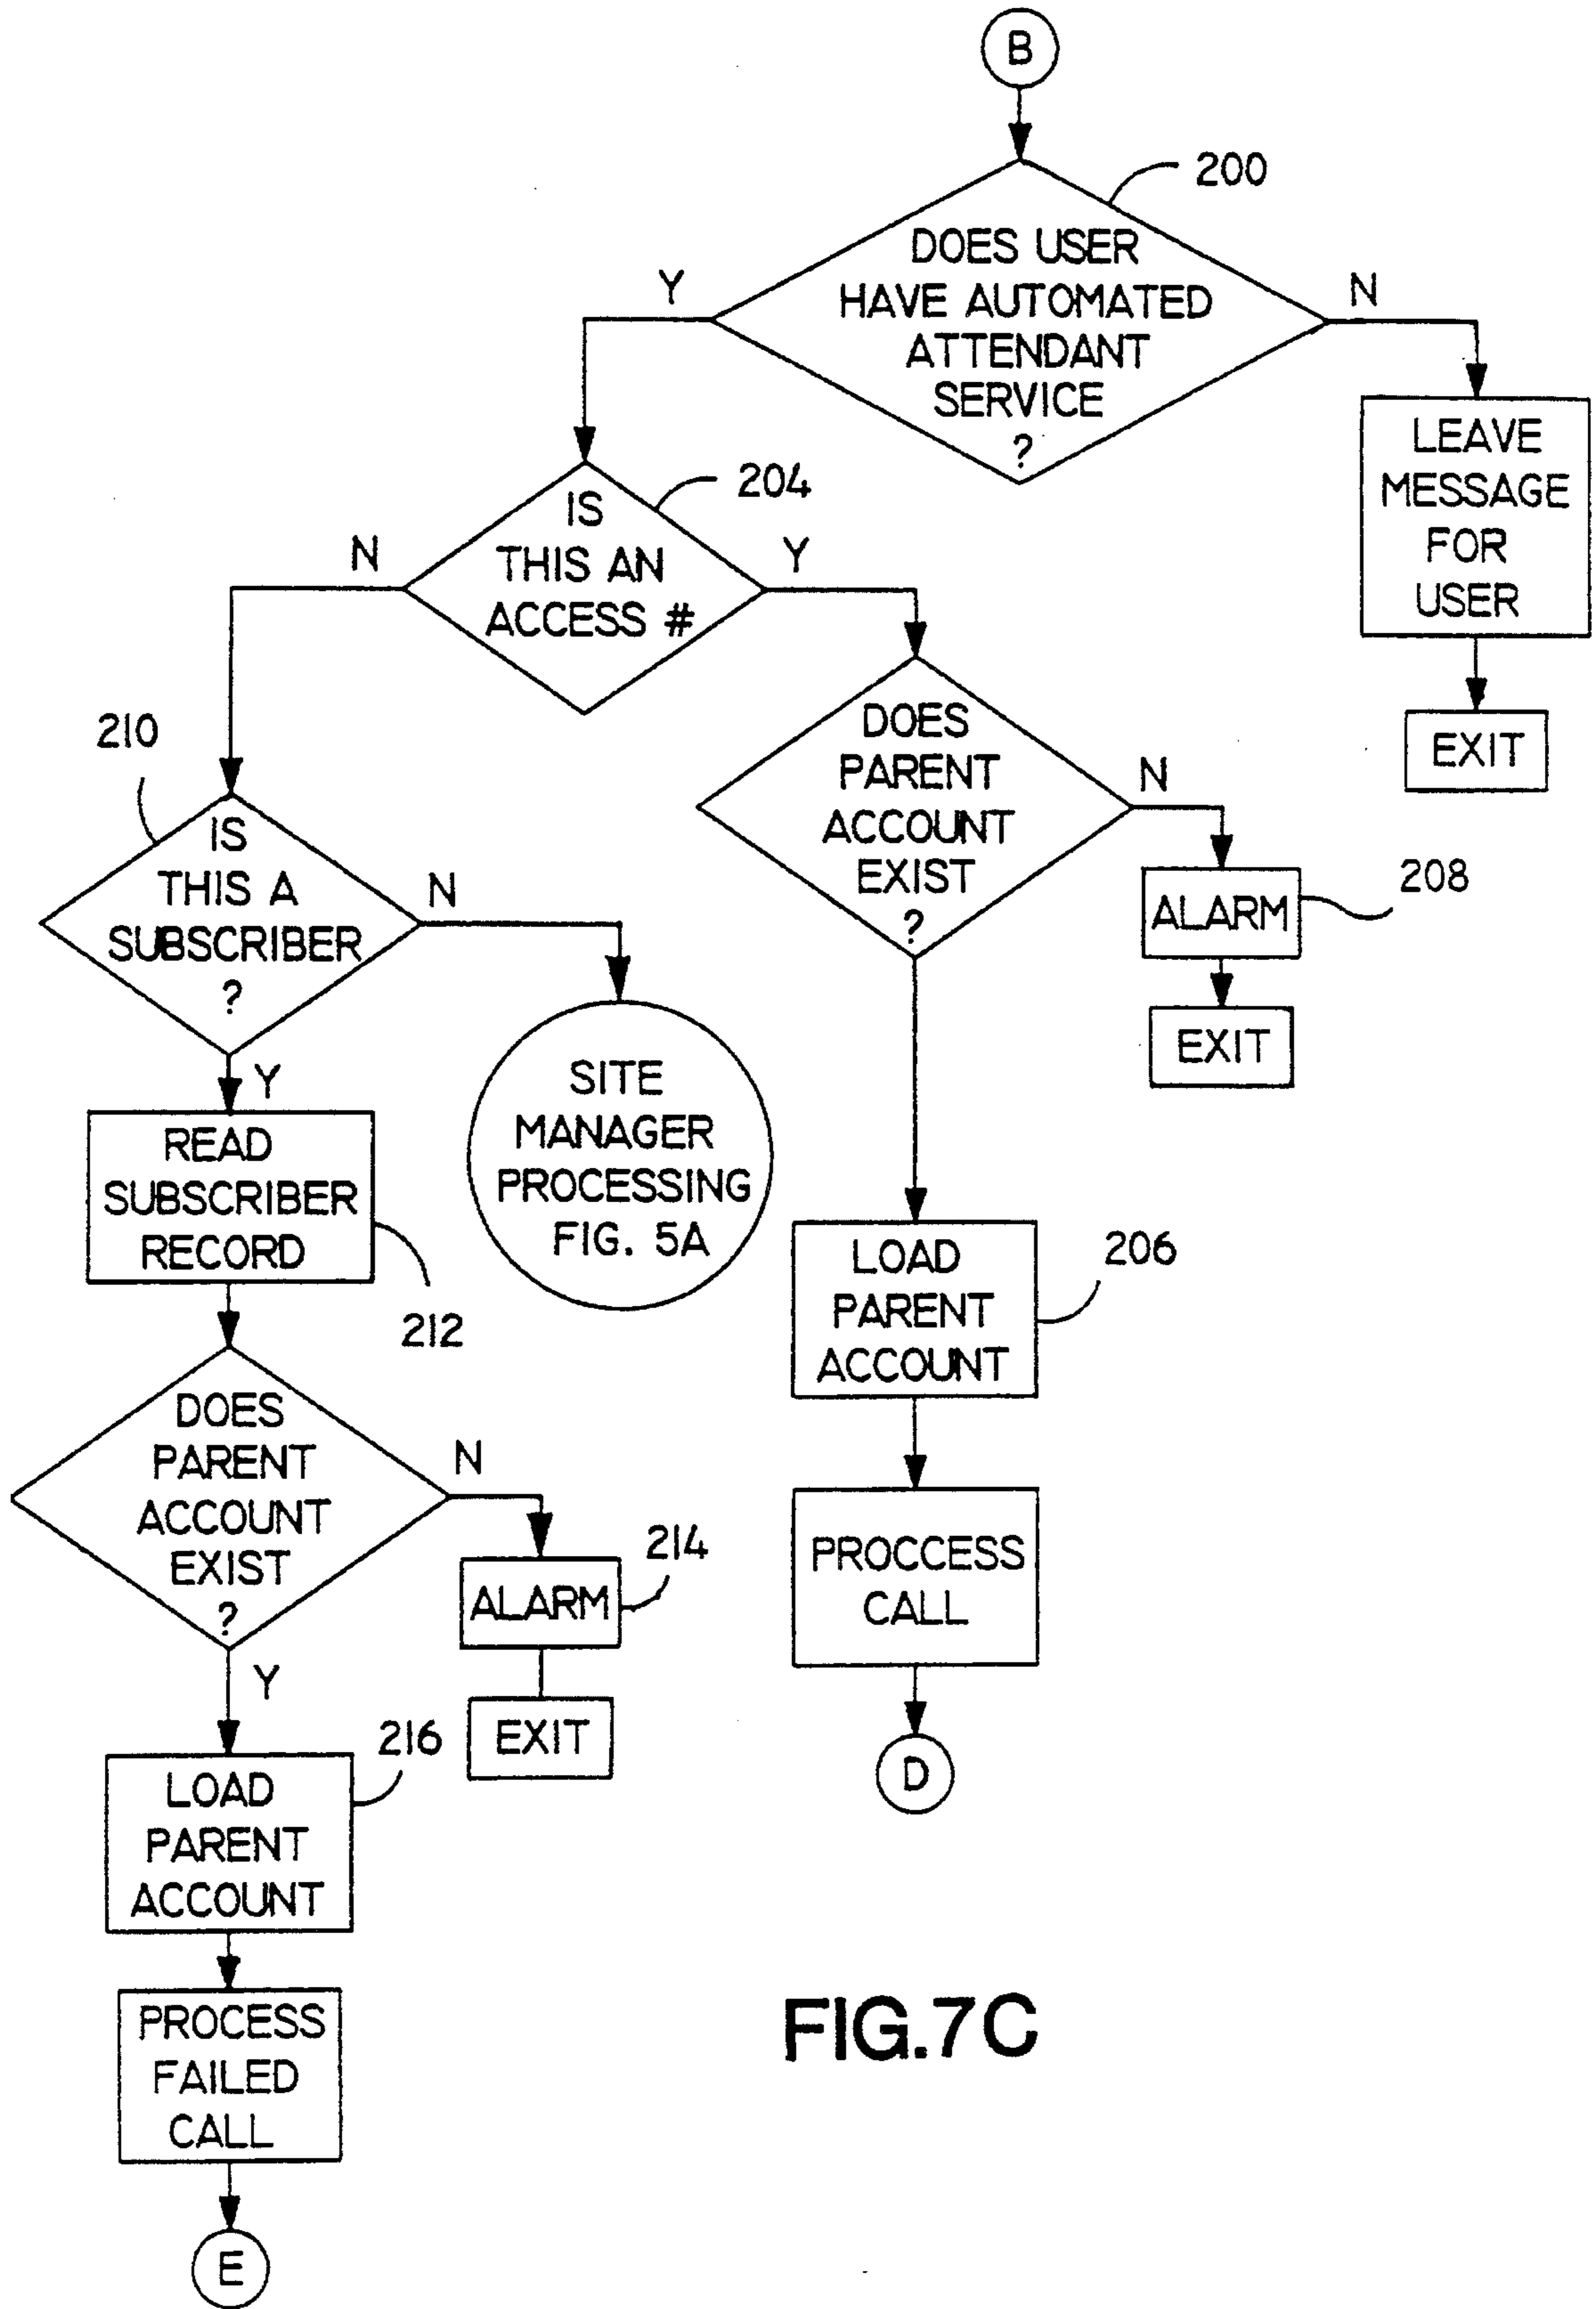 B
200
DOES USER
HAVE AUTOMATED
ATTENDANT
SERVICE
?
Y
N
LEAVE
MESSAGE
FOR
USER
EXIT
204
IS
THIS AN
ACCESS #
N
Y
DOES
PARENT
ACCOUNT
EXIST
?
N
ALARM
208
EXIT
210
IS
THIS A
SUBSCRIBER
?
N
SITE
MANAGER
PROCESSING
FIG. 5A
Y
READ
SUBSCRIBER
RECORD
212
LOAD
PARENT
ACCOUNT
206
DOES
PARENT
ACCOUNT
EXIST
?
N
ALARM
214
EXIT
PROCCESS
CALL
D
Y
LOAD
PARENT
ACCOUNT
216
PROCESS
FAILED
CALL
E
FIG.7C